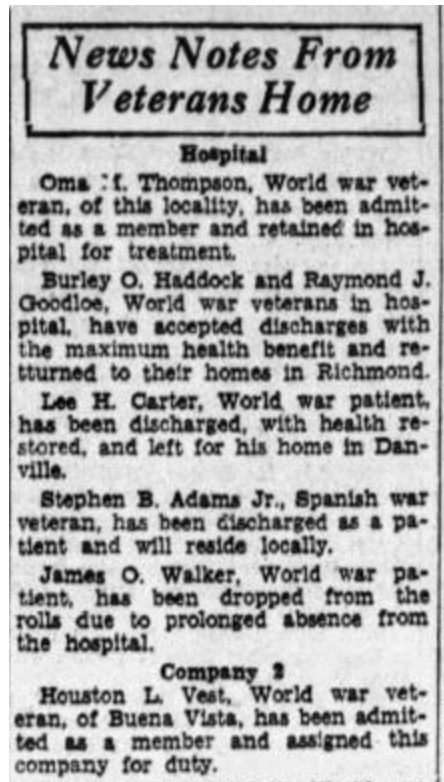 News Notes From
Veterans Home
Hospital
Oma M. Thompson, World war vet-
eran, of this locality, has been admit-
ted as a member and retained in hos-
pital for treatment.
Burley O. Haddock and Raymond J.
Goodloe, World war veterans in hos-
pital, have accepted discharges with
the maximum health benefit and re-
tturned to their homes in Richmond.
Lee H. Carter, World war patient,
has been discharged, with health re-
stored, and left for his home in Dan-
ville.
Stephen B. Adams Jr., Spanish war
veteran, has been discharged as a pa-
tient and will reside locally.
James O. Walker, World war pa-
tient, has been dropped from the
rolls due to prolonged absence from
the hospital.
Company 2
Houston L. Vest, World war vet-
eran, of Buena Vista, has been admit-
ted as a member and assigned this
company for duty.